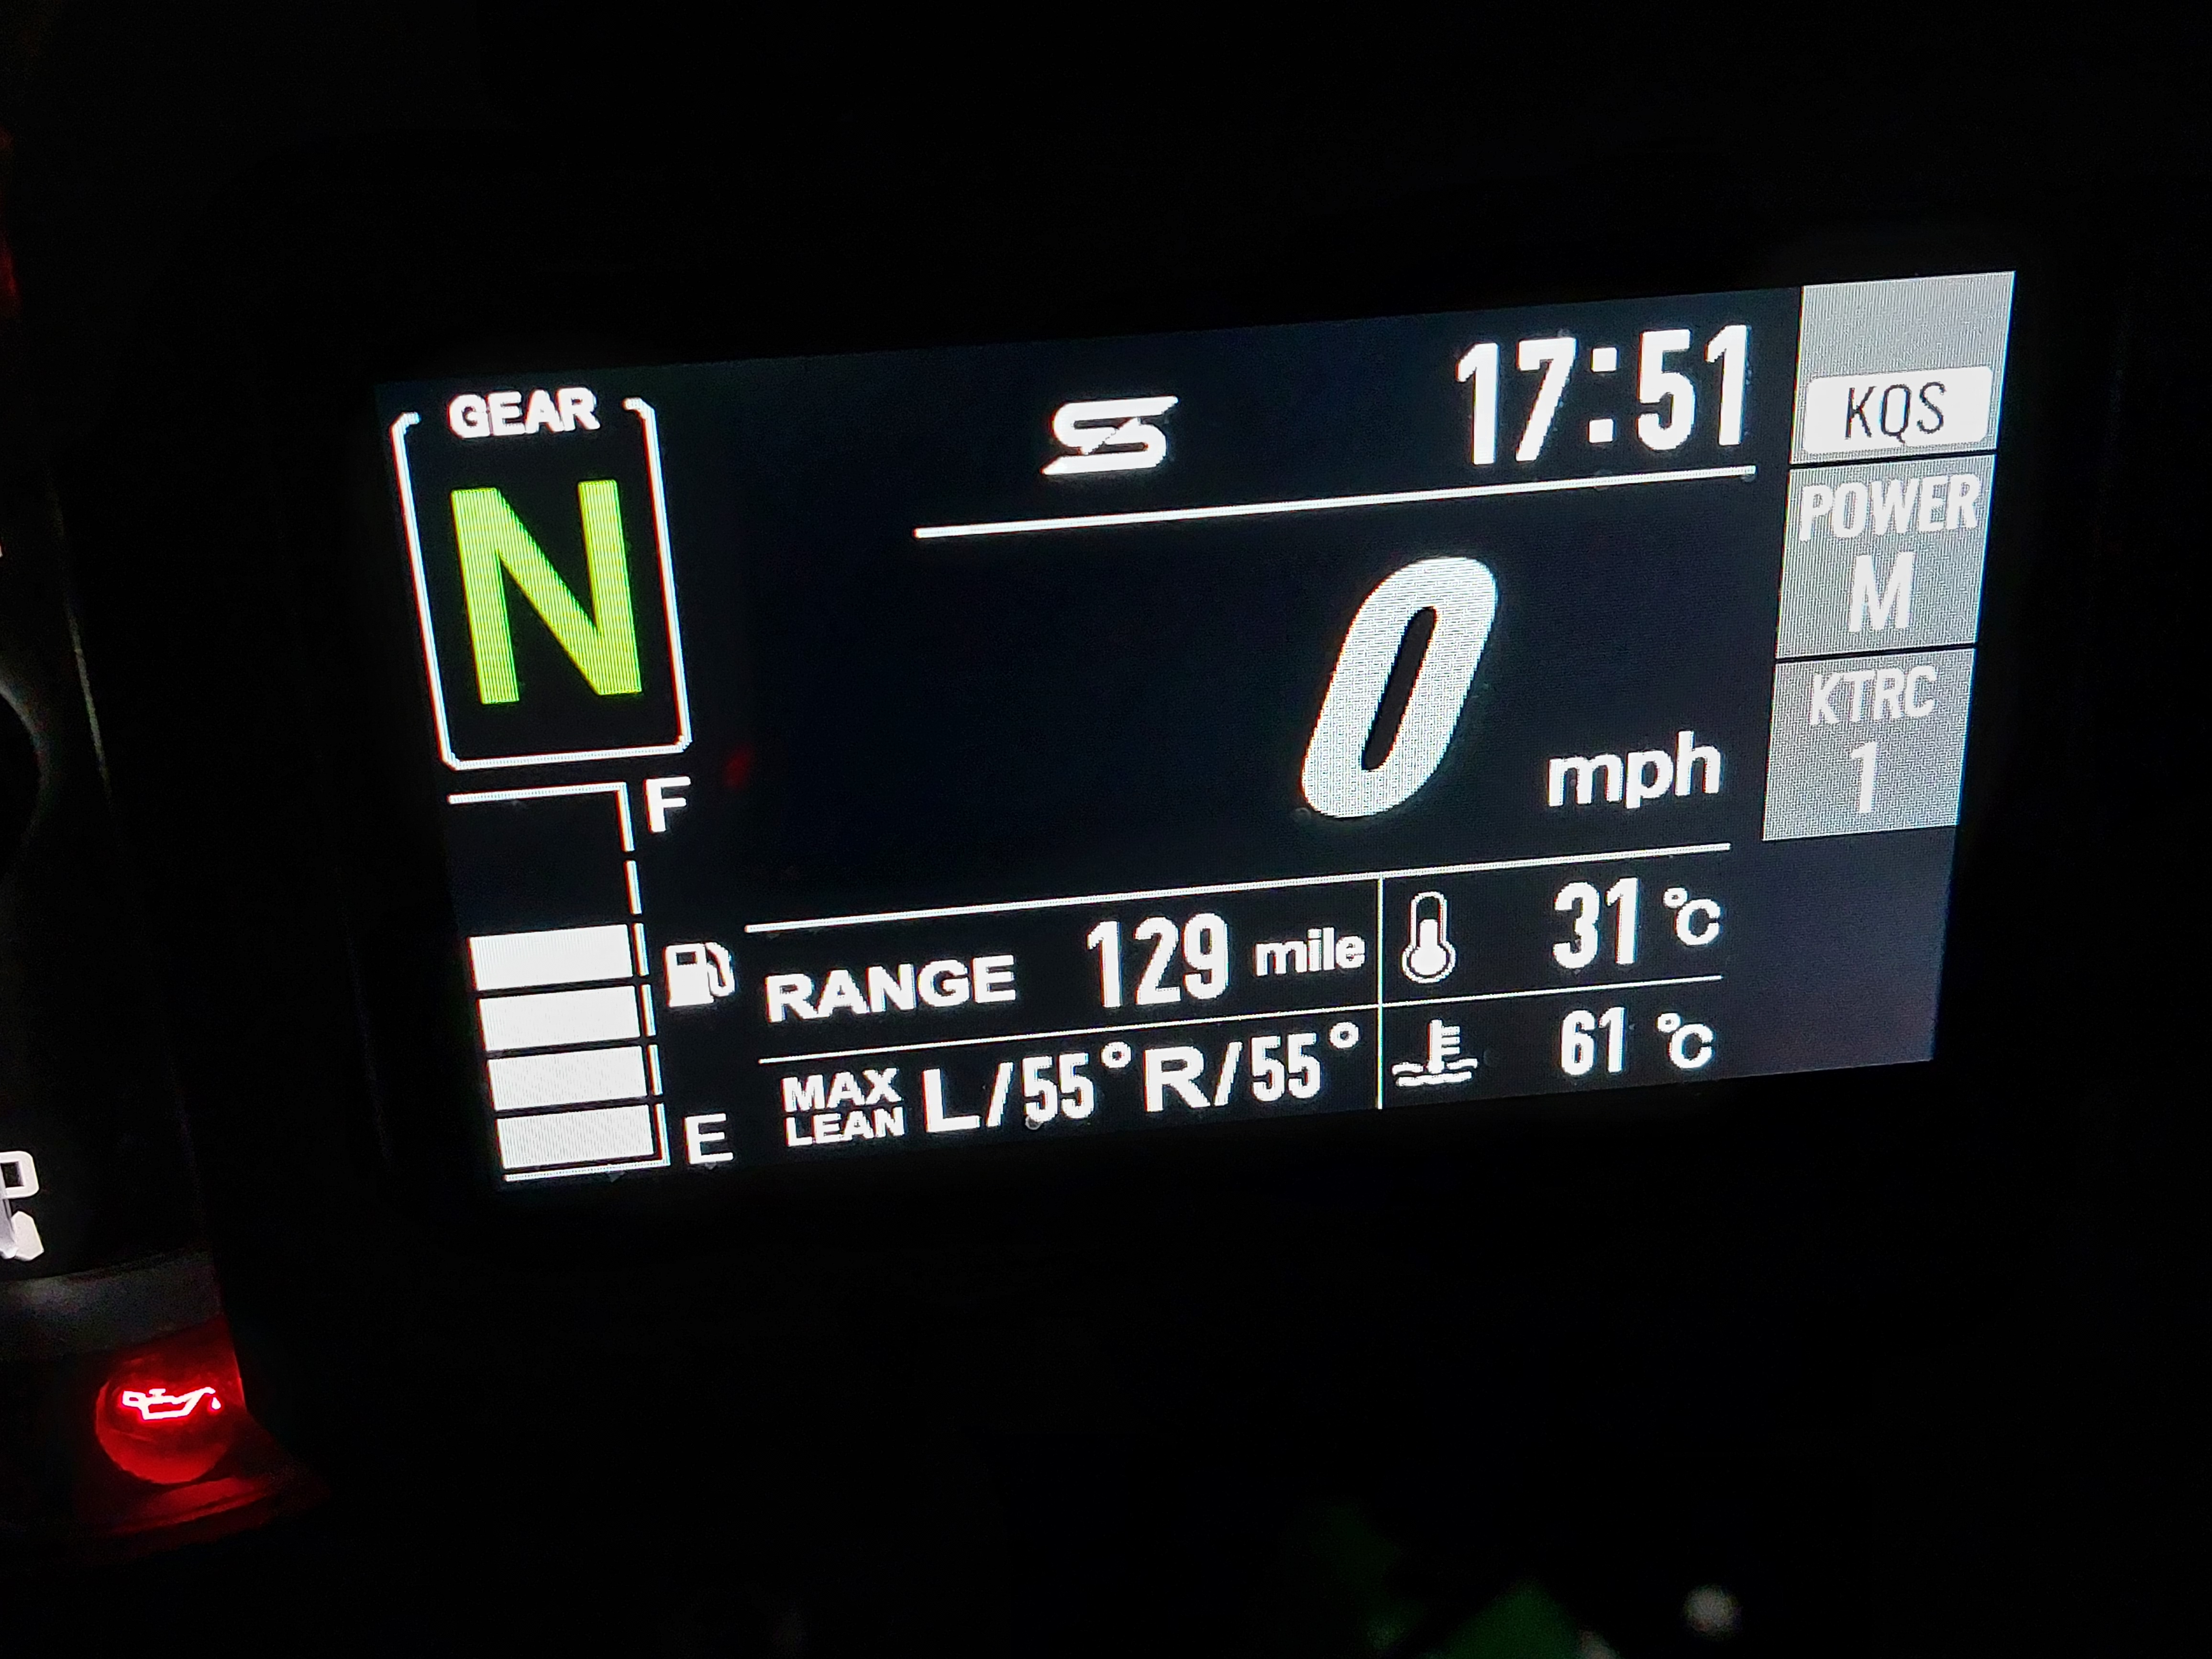 GEAR
N
S
17:51
KQS
POWER
M
KTRC
1
0
mph
F
E
RANGE 129 mile
31 °C
MAX LEAN L/55° R/55°
61 °C